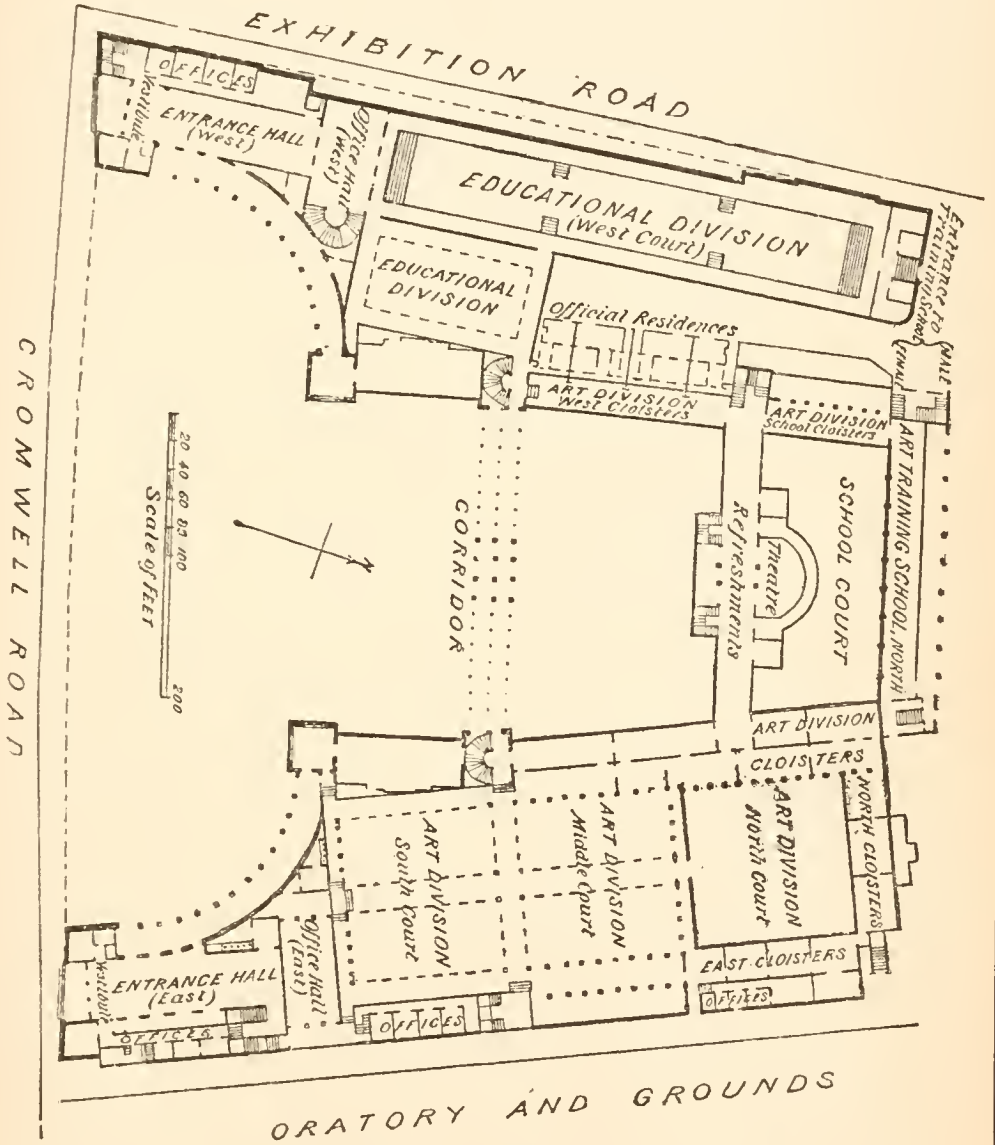 EXHIBITION ROAD
OFFICES
Vestibule
ENTRANCE HALL
(West)
Office Hall
(West)
EDUCATIONAL DIVISION
(West Court)
Entrance to
Training School
FEMALE
MALE
EDUCATIONAL
DIVISION
Official Residences
ART DIVISION
West Cloisters
ART DIVISION
School Cloisters
ART TRAINING SCHOOL, NORTH
CROMWELL ROAD
20 40 60 80 100 200
Scale of FEET
N
CORRIDOR
Refreshments
Theatre
SCHOOL COURT
ART DIVISION
CLOISTERS
ART DIVISION
South Court
ART DIVISION
Middle Court
ART DIVISION
North Court
NORTH CLOISTERS
Office Hall
(East)
ENTRANCE HALL
(East)
Vestibule
OFFICES
OFFICES
EAST CLOISTERS
OFFICES
ORATORY AND GROUNDS